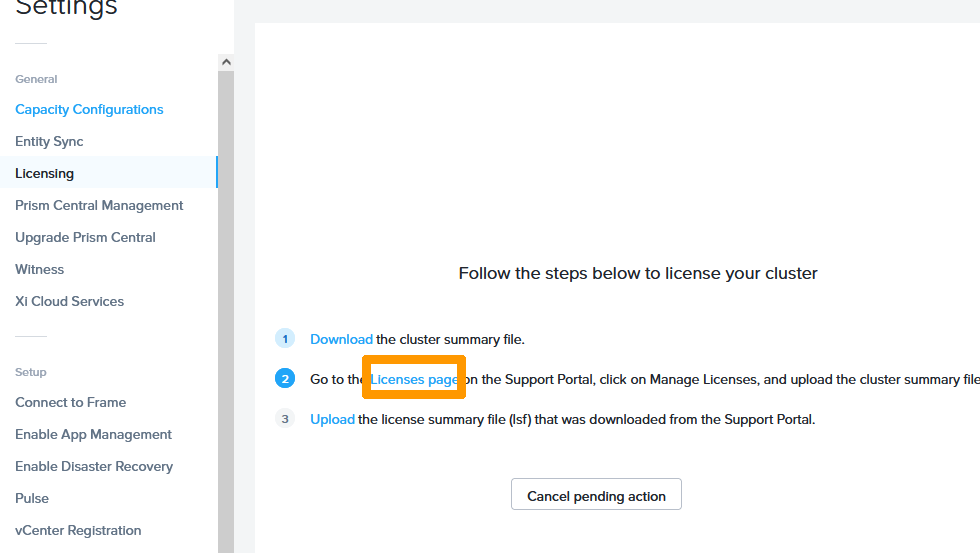 Settings
General
Capacity Configurations
Entity Sync
Licensing
Prism Central Management
Upgrade Prism Central
Witness
Xi Cloud Services
Setup
Connect to Frame
Enable App Management
Enable Disaster Recovery
Pulse
vCenter Registration
Follow the steps below to license your cluster
1 Download the cluster summary file.
2 Go to the Licenses page on the Support Portal, click on Manage Licenses, and upload the cluster summary file
3 Upload the license summary file (lsf) that was downloaded from the Support Portal.
Cancel pending action